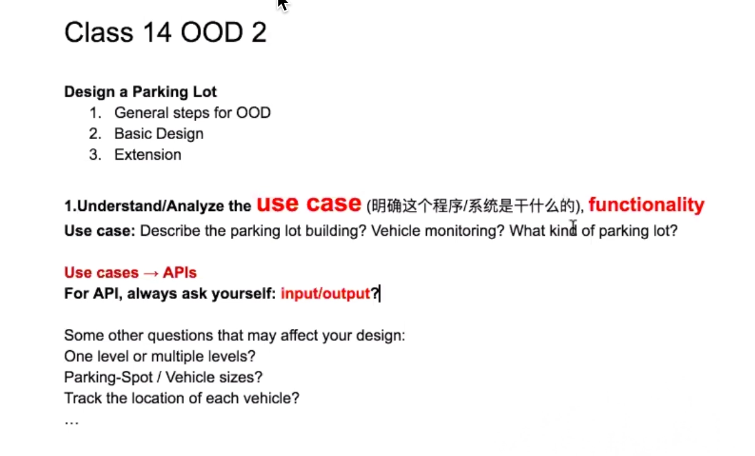 Class 14 OOD 2
Design a Parking Lot
1. General steps for OOD
2. Basic Design
3. Extension
1.Understand/Analyze the use case (明确这个程序/系统是干什么的), functionality
Use case: Describe the parking lot building? Vehicle monitoring? What kind of parking lot?
Use cases → APIs
For API, always ask yourself: input/output?
Some other questions that may affect your design:
One level or multiple levels?
Parking-Spot / Vehicle sizes?
Track the location of each vehicle?
…